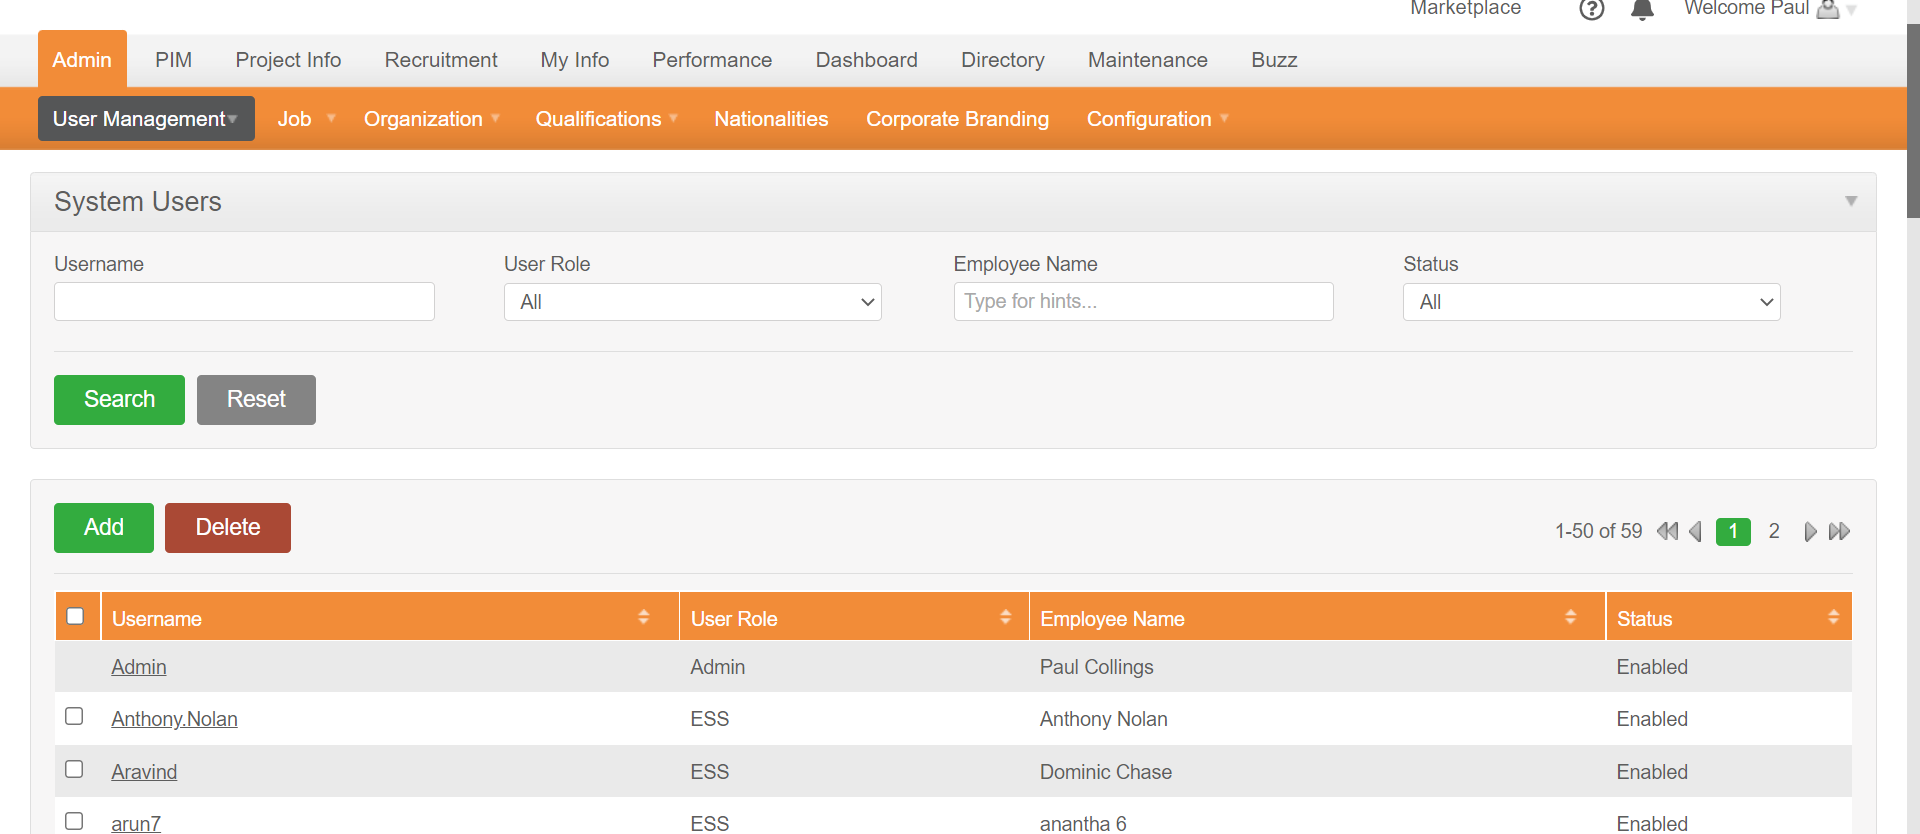 Marketplace ? Welcome Paul
Admin PIM Project Info Recruitment My Info Performance Dashboard Directory Maintenance Buzz
User Management Job Organization Qualifications Nationalities Corporate Branding Configuration
System Users
Username User Role Employee Name Status
All Type for hints... All
Search Reset
Add Delete 1-50 of 59 1 2
Username User Role Employee Name Status
Admin Admin Paul Collings Enabled
Anthony.Nolan ESS Anthony Nolan Enabled
Aravind ESS Dominic Chase Enabled
arun7 ESS anantha 6 Enabled